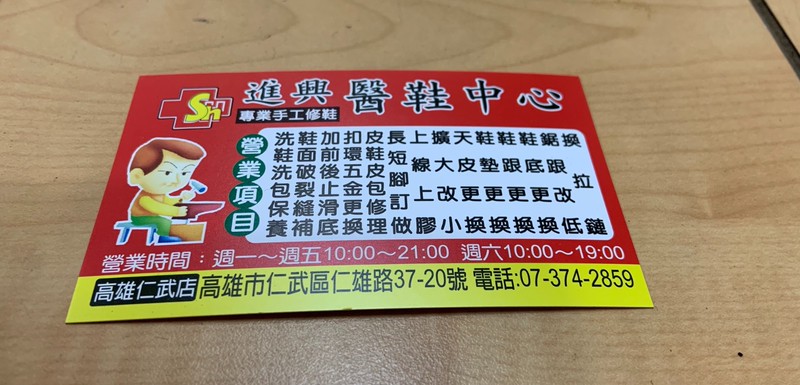 Sn
進興醫鞋中心
專業手工修鞋
營業項目
洗鞋洗包保養
鞋面破裂縫補
加前後止滑底
扣環五金更換
皮鞋皮包修理
長短腳訂做
上線上膠
擴大改小
天皮更換
鞋墊更換
鞋跟更換
鞋底更換
鋸跟改低
換拉鏈
營業時間：週一～週五10:00～21:00 週六10:00～19:00
高雄仁武店 高雄市仁武區仁雄路37-20號 電話:07-374-2859